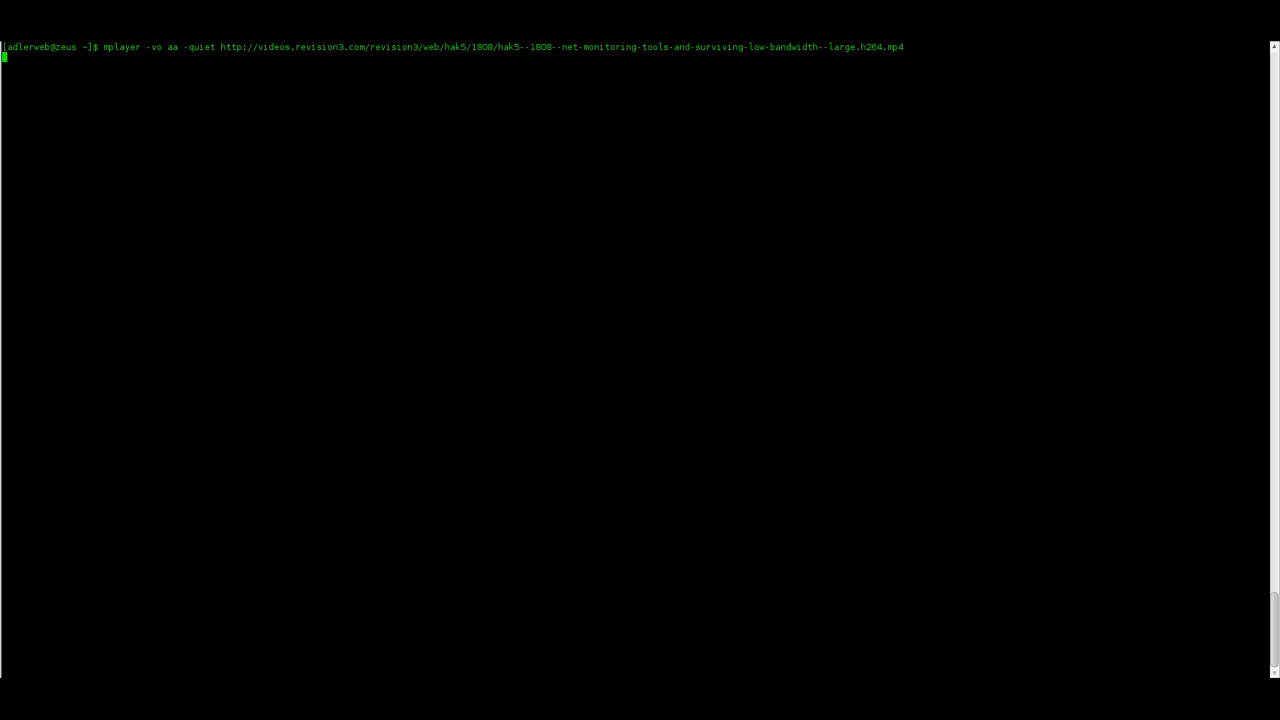 [adlerweb@zeus ~]$ mplayer -vo aa -quiet http://videos.revision3.com/revision3/web/hak5/1808/hak5--1808--net-monitoring-tools-and-surviving-low-bandwidth--large.h264.mp4